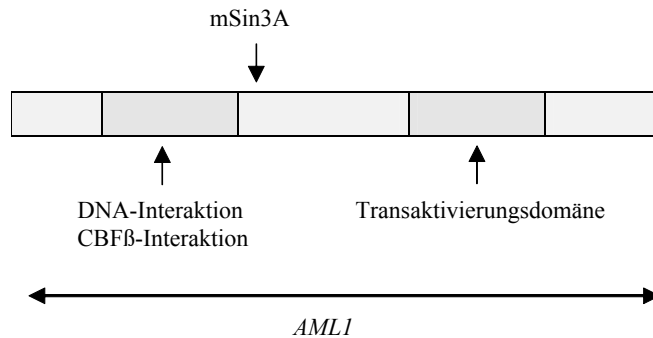 mSin3A
DNA-Interaktion
CBFß-Interaktion
Transaktivierungsdomäne
AML1